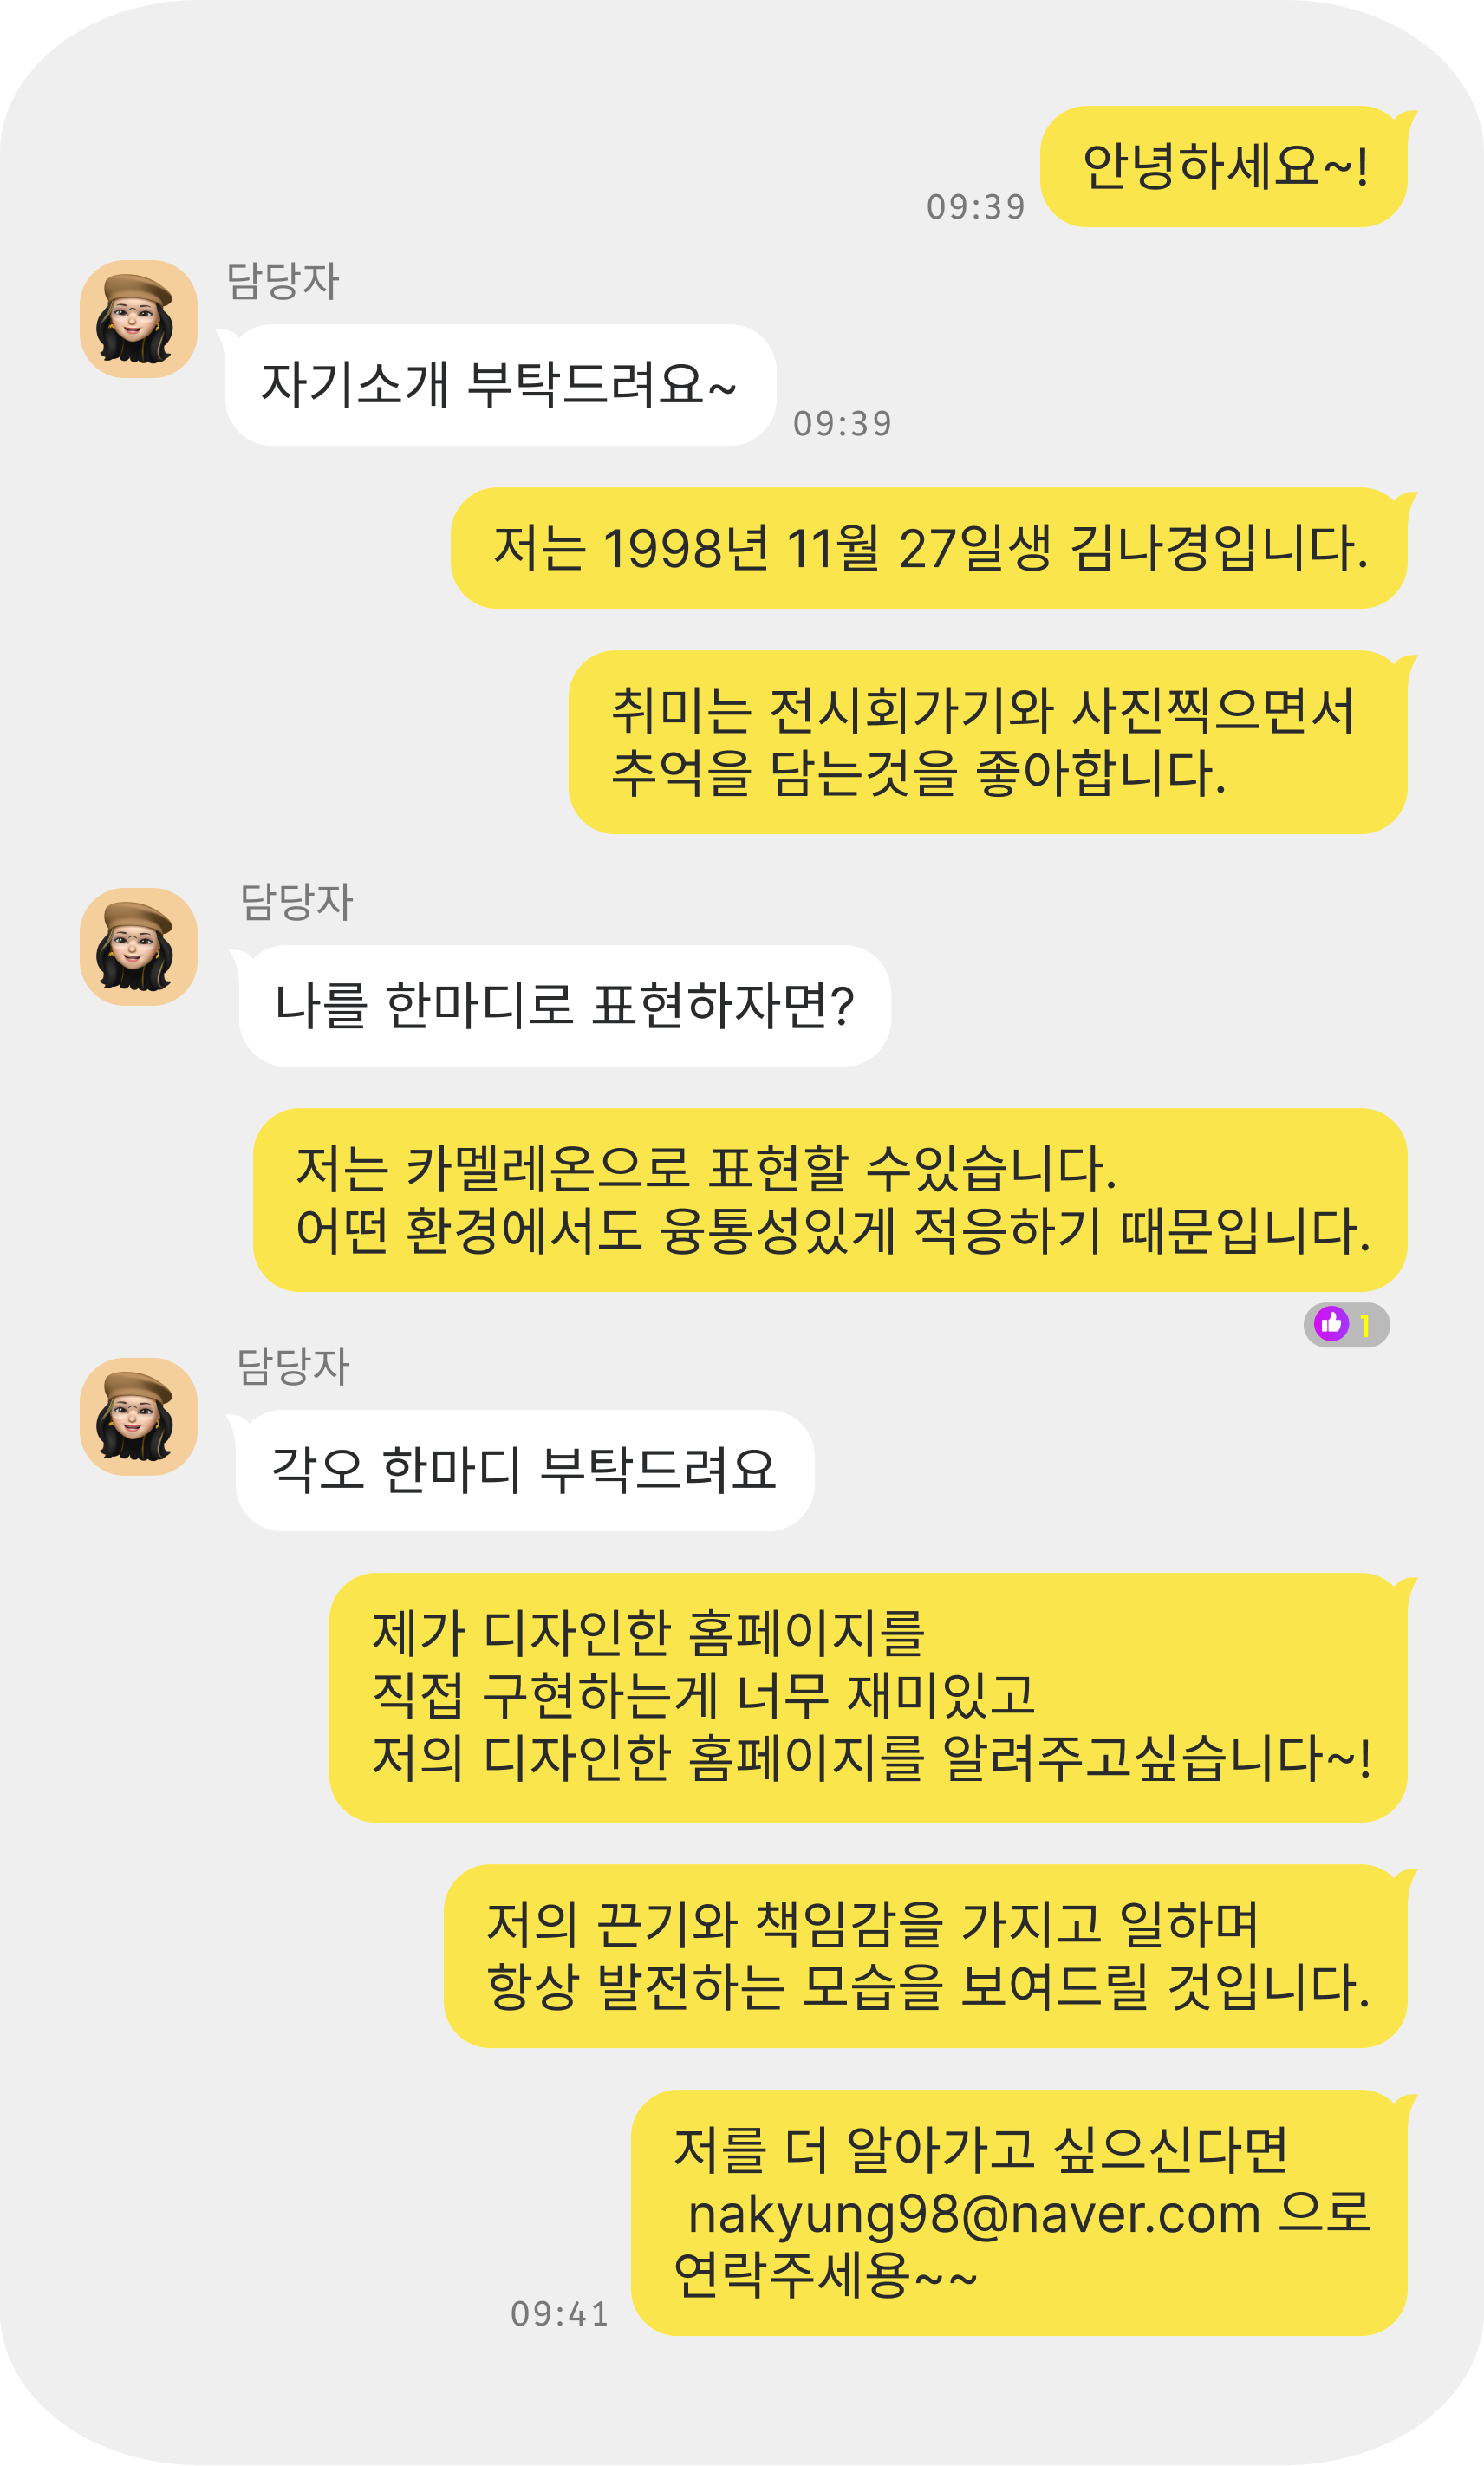 안녕하세요~!
09:39
담당자
자기소개 부탁드려요~
09:39
저는 1998년 11월 27일생 김나경입니다.
취미는 전시회가기와 사진찍으면서
추억을 담는것을 좋아합니다.
담당자
나를 한마디로 표현하자면?
저는 카멜레온으로 표현할 수있습니다.
어떤 환경에서도 융통성있게 적응하기 때문입니다.
1
담당자
각오 한마디 부탁드려요
제가 디자인한 홈페이지를
직접 구현하는게 너무 재미있고
저의 디자인한 홈페이지를 알려주고싶습니다~!
저의 끈기와 책임감을 가지고 일하며
항상 발전하는 모습을 보여드릴 것입니다.
저를 더 알아가고 싶으신다면
nakyung98@naver.com 으로
연락주세용~~
09:41